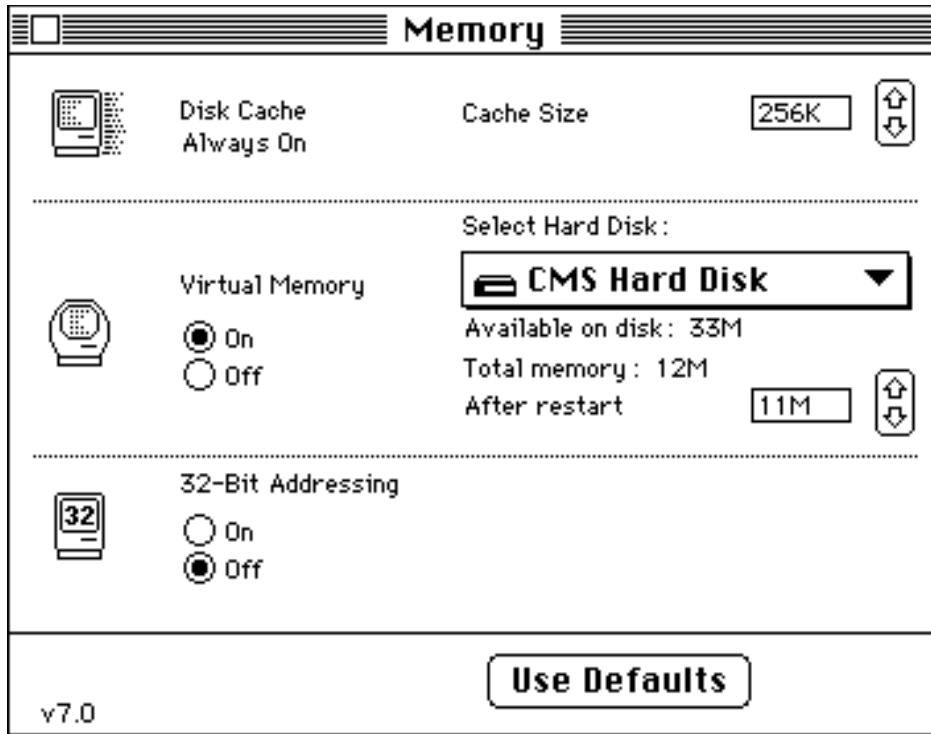 Memory
Disk Cache
Always On
Cache Size
256K
Select Hard Disk:
CMS Hard Disk
Virtual Memory
On
Off
Available on disk: 33M
Total memory: 12M
After restart
11M
32-Bit Addressing
32
On
Off
Use Defaults
v7.0